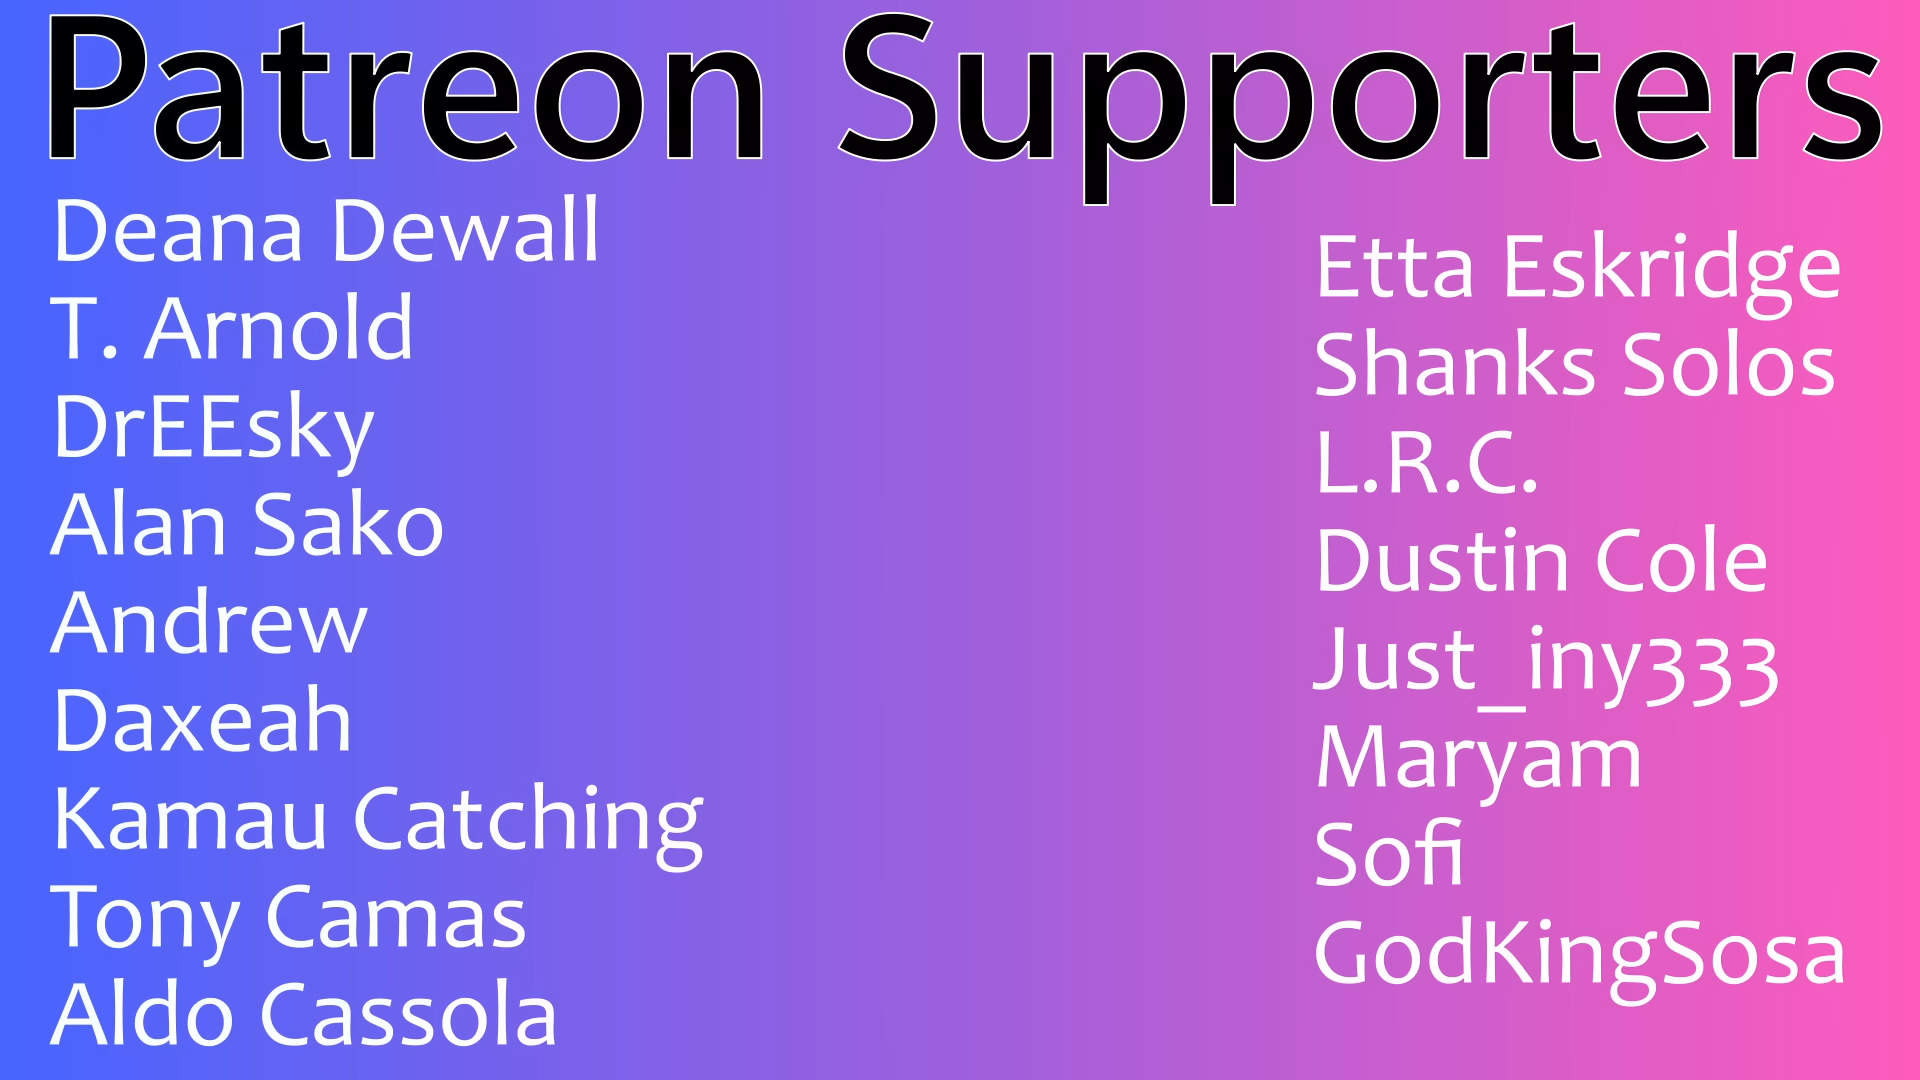 Patreon Supporters
Deana Dewall
T. Arnold
DrEEsky
Alan Sako
Andrew
Daxeah
Kamau Catching
Tony Camas
Aldo Cassola
Etta Eskridge
Shanks Solos
L.R.C.
Dustin Cole
Just_iny333
Maryam
Sofi
GodKingSosa